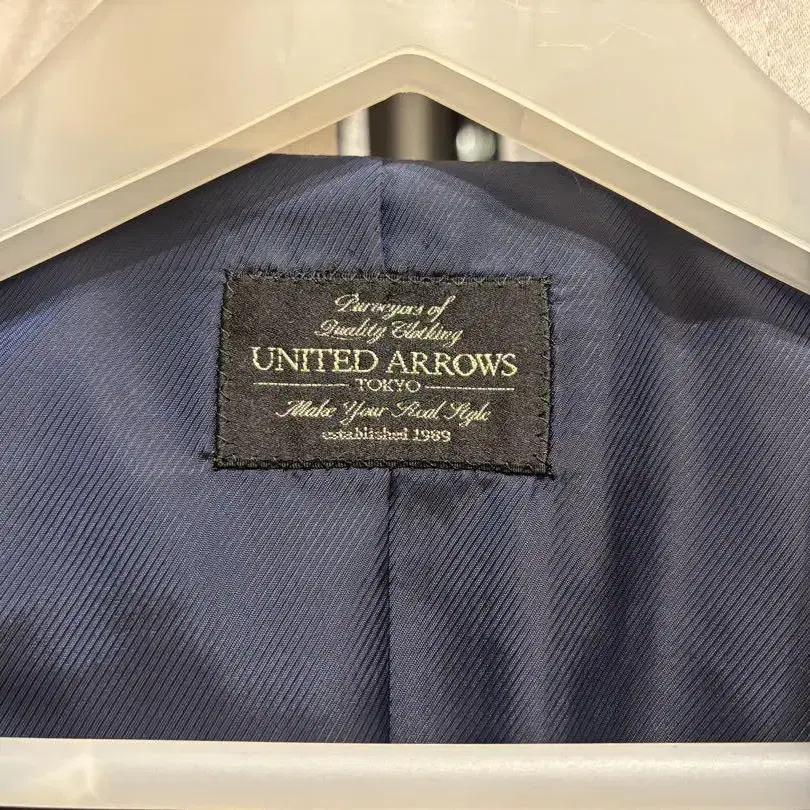 Purveyors of
Quality Clothing
UNITED ARROWS
TOKYO
Make Your Real Style
established 1989